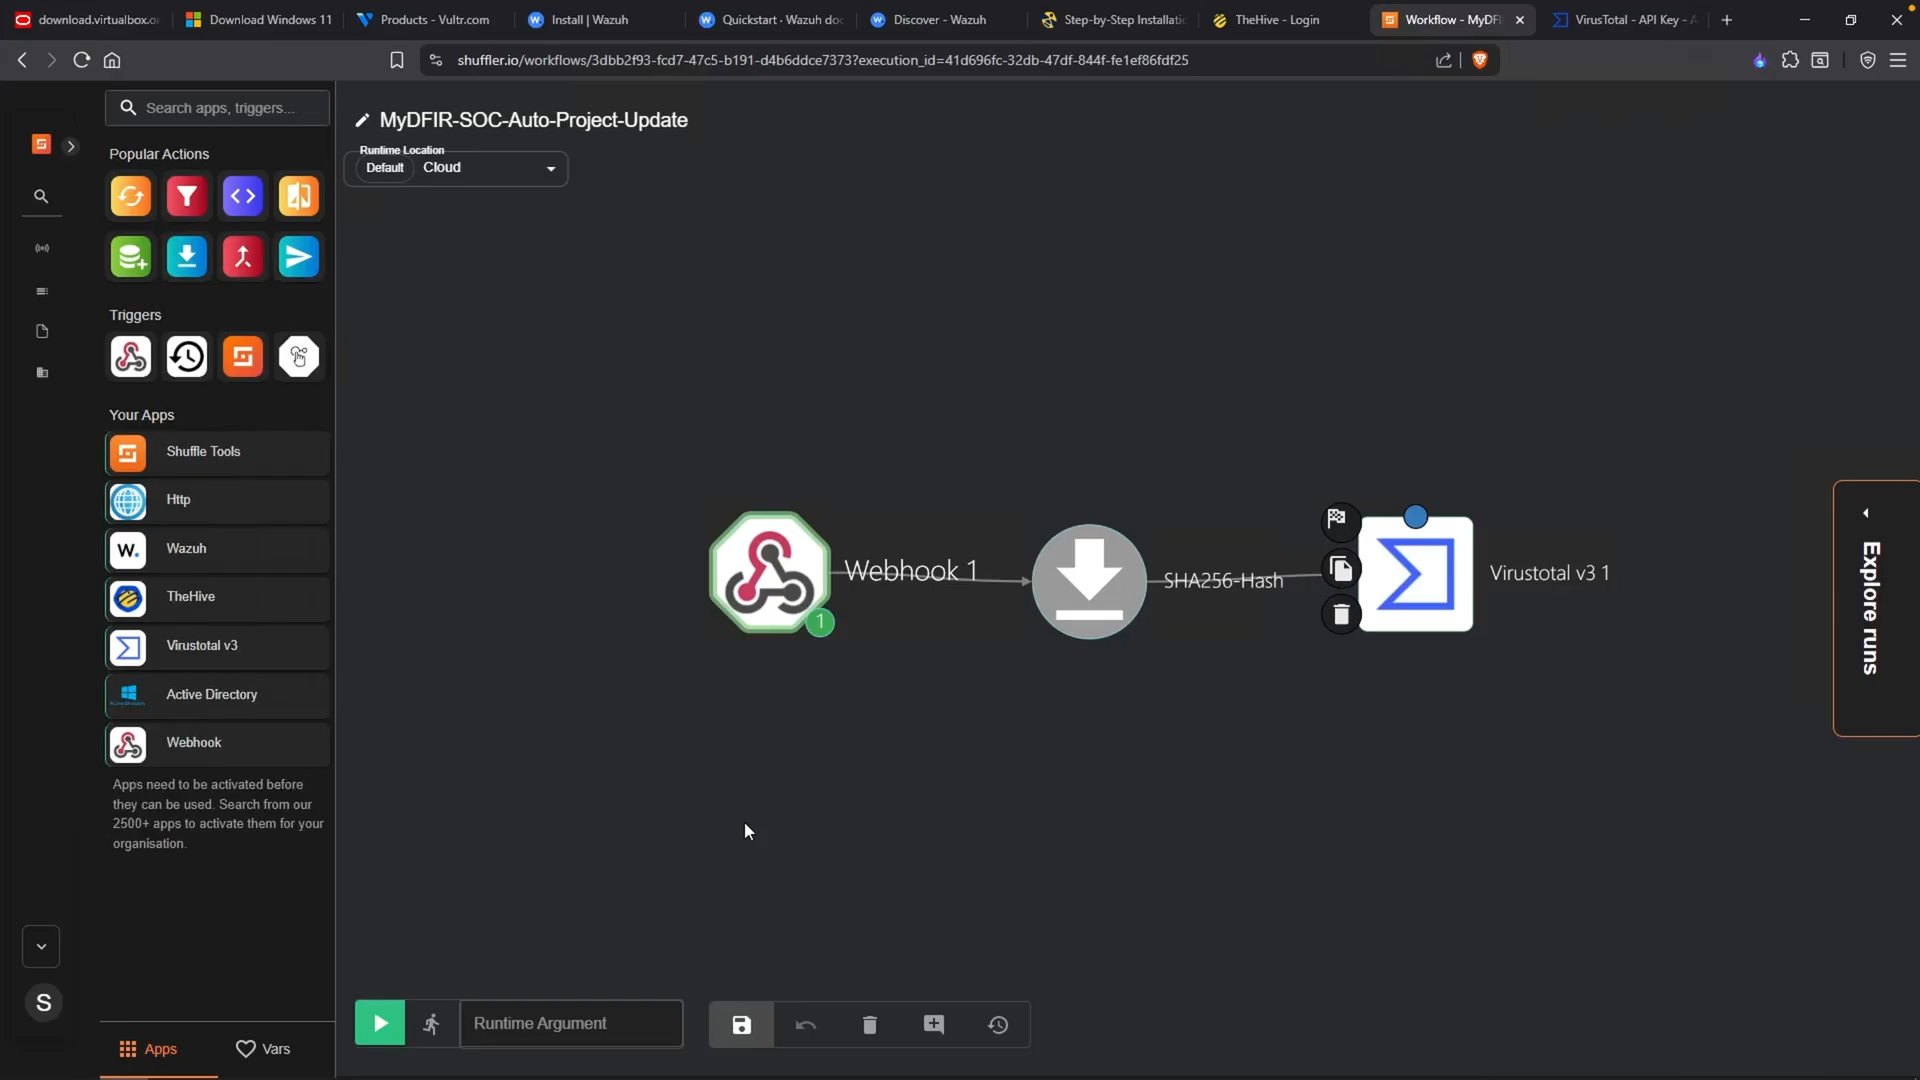 download.virtualbox.or
Download Windows 11
Products - Vultr.com
Install | Wazuh
Quickstart · Wazuh doc
Discover - Wazuh
Step-by-Step Installatio
TheHive - Login
Workflow - MyDFI
VirusTotal - API Key - A
shuffler.io/workflows/3dbb2f93-fcd7-47c5-b191-d4b6ddce7373?execution_id=41d696fc-32db-47df-844f-fe1ef86fdf25
Search apps, triggers...
MyDFIR-SOC-Auto-Project-Update
Runtime Location
Default
Cloud
Popular Actions
Triggers
Your Apps
Shuffle Tools
Http
W.
Wazuh
TheHive
Virustotal v3
Active Directory
Webhook
Apps need to be activated before
they can be used. Search from our
2500+ apps to activate them for your
organisation.
Webhook 1
1
SHA256-Hash
Virustotal v3 1
Explore runs
S
Runtime Argument
Apps
Vars